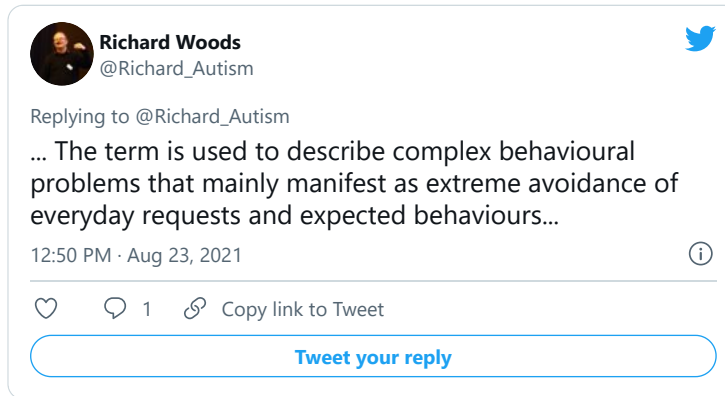 Richard Woods
@Richard_Autism
Replying to @Richard_Autism
... The term is used to describe complex behavioural
problems that mainly manifest as extreme avoidance of
everyday requests and expected behaviours...
12:50 PM · Aug 23, 2021
1 Copy link to Tweet
Tweet your reply